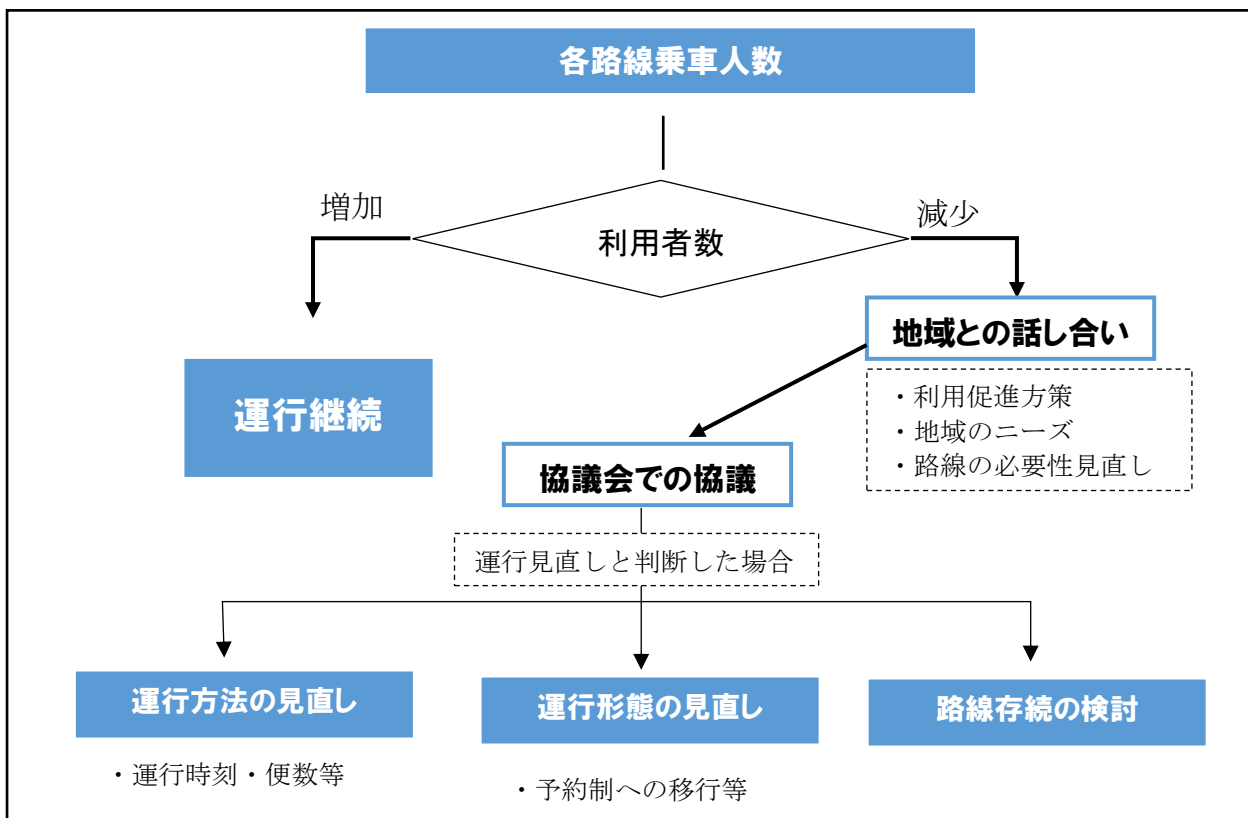 各路線乗車人数
増加
減少
利用者数
地域との話し合い
運行継続
・利用促進方策
・地域のニーズ
・路線の必要性見直し
協議会での協議
運行見直しと判断した場合
運行方法の見直し
運行形態の見直し
路線存続の検討
・運行時刻・便数等
・予約制への移行等